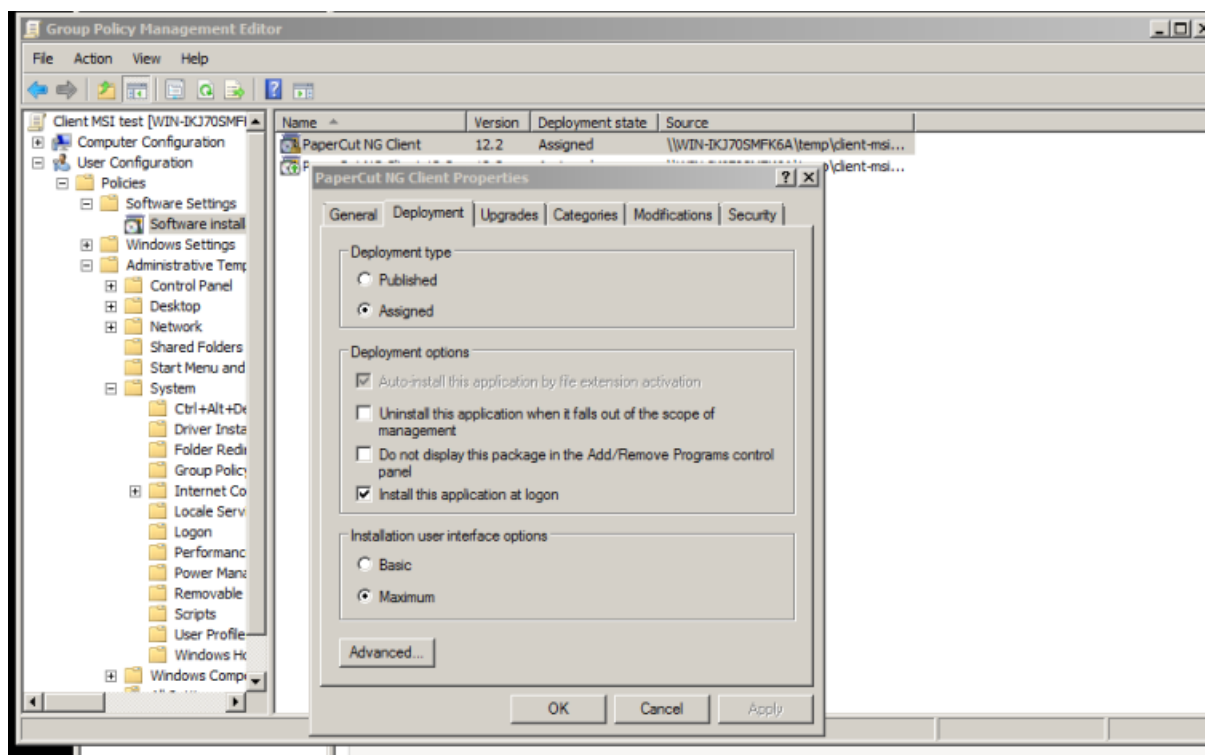 Group Policy Management Editor
File Action View Help
Client MSI test [WIN-IKJ70SMF
Computer Configuration
User Configuration
Policies
Software Settings
Software install
Windows Settings
Administrative Temp
Control Panel
Desktop
Network
Shared Folders
Start Menu and
System
Ctrl+Alt+De
Driver Insta
Folder Redi
Group Policy
Internet Co
Locale Serv
Logon
Performanc
Power Mana
Removable
Scripts
User Profile
Windows Ho
Windows Compo
Name Version Deployment state Source
PaperCut NG Client 12.2 Assigned \\WIN-IKJ70SMFK6A\temp\client-msi...
p\client-msi...
PaperCut NG Client Properties
General Deployment Upgrades Categories Modifications Security
Deployment type
Published
Assigned
Deployment options
Auto-install this application by file extension activation
Uninstall this application when it falls out of the scope of
management
Do not display this package in the Add/Remove Programs control
panel
Install this application at logon
Installation user interface options
Basic
Maximum
Advanced...
OK Cancel Apply